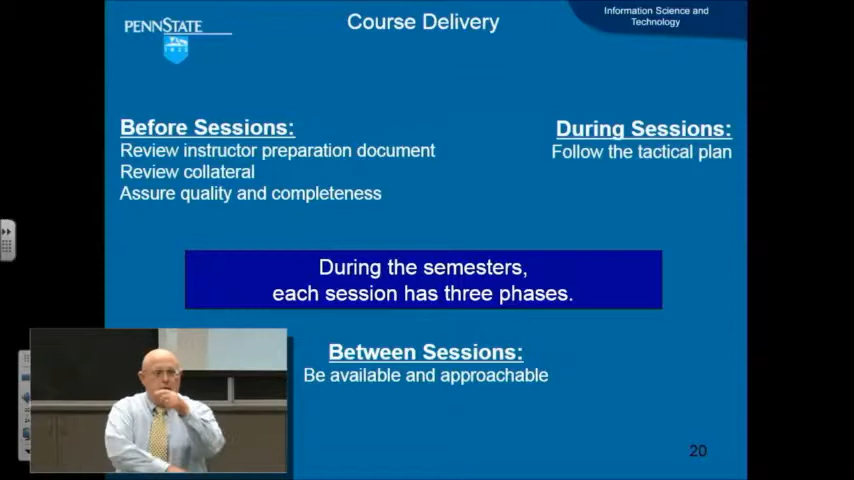 PENNSTATE
1855
Course Delivery
Information Science and
Technology
Before Sessions:
Review instructor preparation document
Review collateral
Assure quality and completeness
During Sessions:
Follow the tactical plan
During the semesters,
each session has three phases.
Between Sessions:
Be available and approachable
20